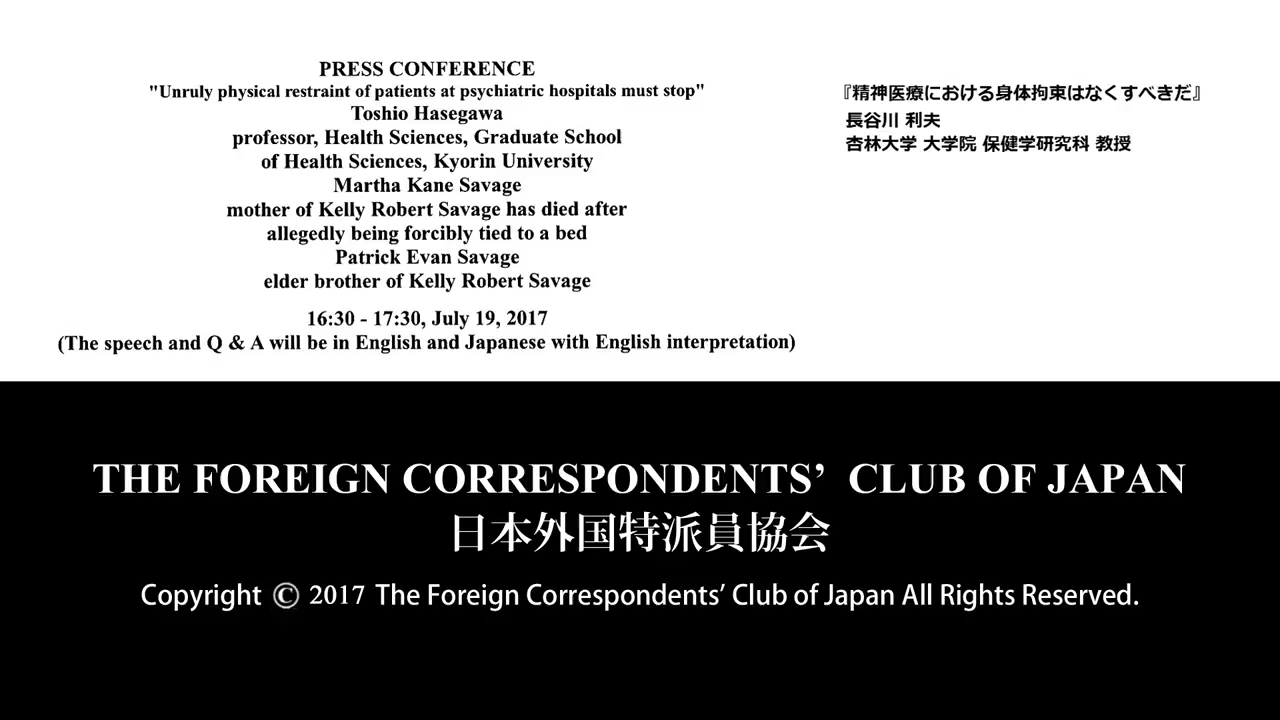 PRESS CONFERENCE
"Unruly physical restraint of patients at psychiatric hospitals must stop"
Toshio Hasegawa
professor, Health Sciences, Graduate School
of Health Sciences, Kyorin University
Martha Kane Savage
mother of Kelly Robert Savage has died after
allegedly being forcibly tied to a bed
Patrick Evan Savage
elder brother of Kelly Robert Savage
16:30 - 17:30, July 19, 2017
(The speech and Q & A will be in English and Japanese with English interpretation)
『精神医療における身体拘束はなくすべきだ』
長谷川 利夫
杏林大学 大学院 保健学研究科 教授
THE FOREIGN CORRESPONDENTS’ CLUB OF JAPAN
日本外国特派員協会
Copyright © 2017 The Foreign Correspondents’ Club of Japan All Rights Reserved.